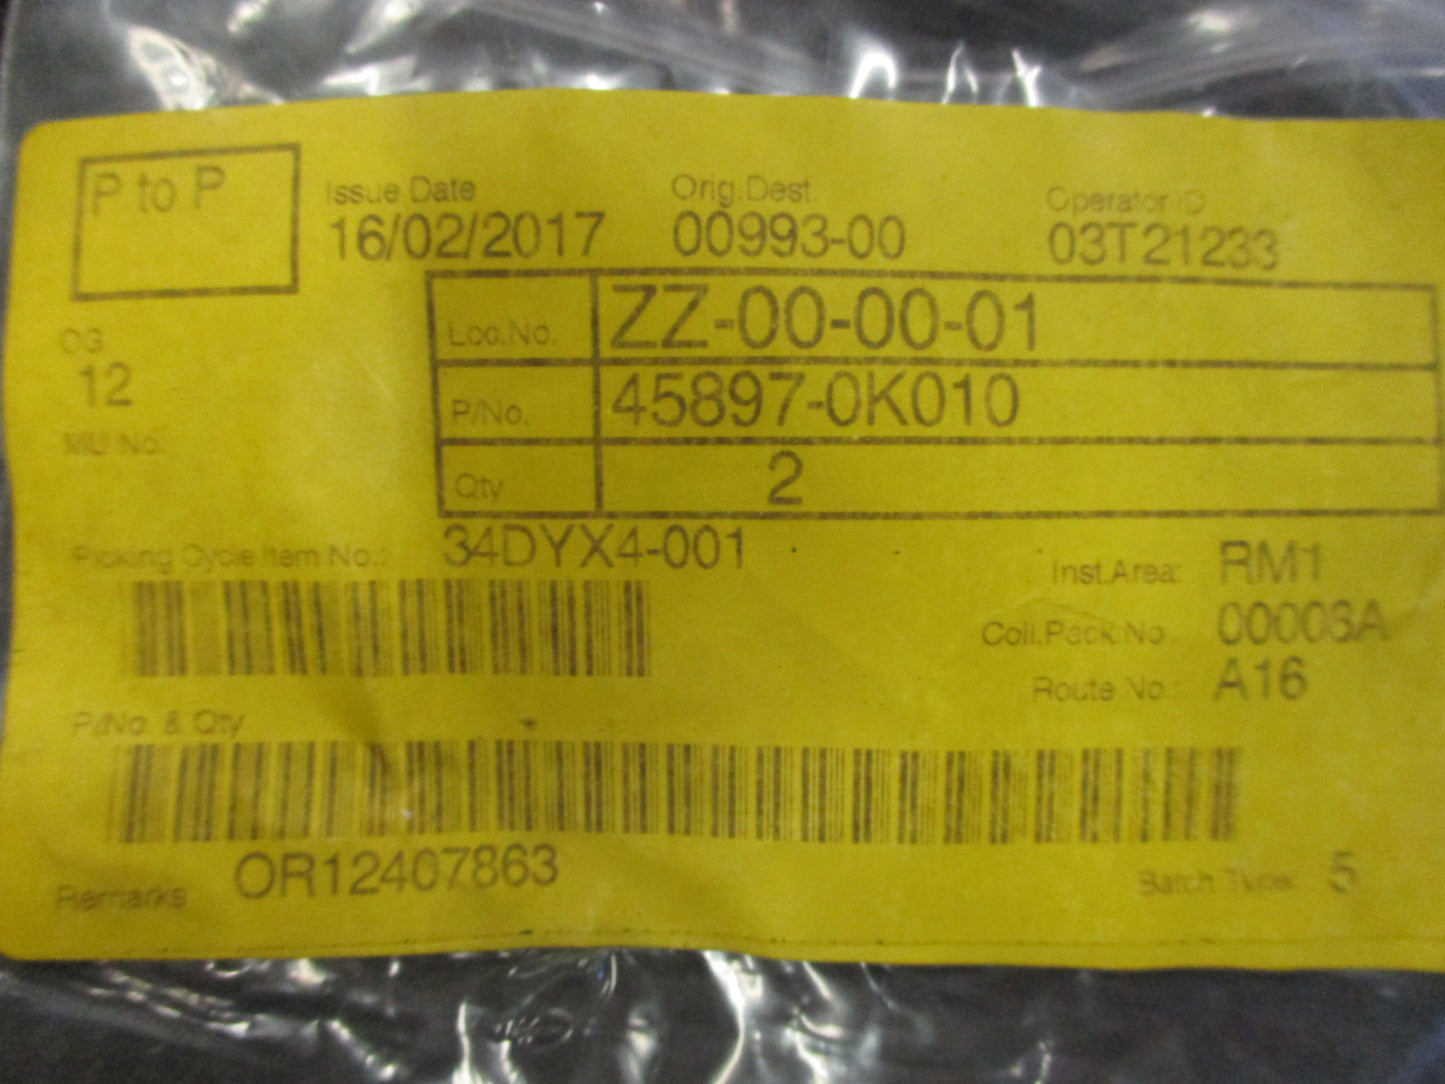 P to P
Issue Date
16/02/2017
Orig.Dest.
00993-00
Operator ID
03T21233
OG
12
MU No.
Loc.No. ZZ-00-00-01
P/No. 45897-0K010
Qty 2
Picking Cycle Item No.: 34DYX4-001
Inst.Area: RM1
Coll.Pack No.:
Route No.: A16
P/No. & Qty
Remarks OR12407863
Batch Type: 5